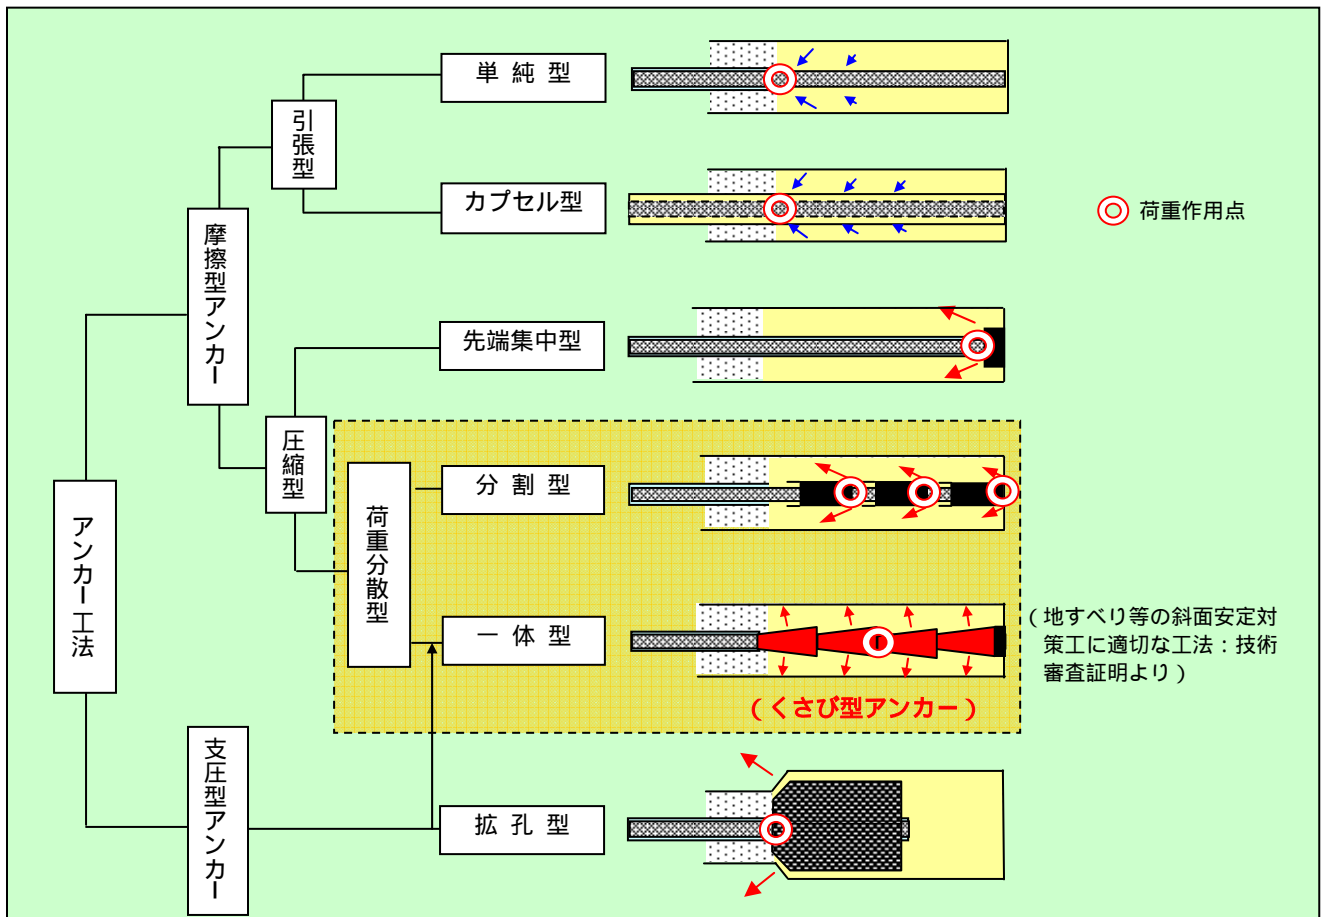 単 純 型
引張型
カプセル型
荷重作用点
摩擦型アンカー
先端集中型
圧縮型
分 割 型
荷重分散型
アンカー工法
一 体 型
（地すべり等の斜面安定対
策工に適切な工法：技術
審査証明より）
（くさび型アンカー）
支圧型アンカー
拡 孔 型